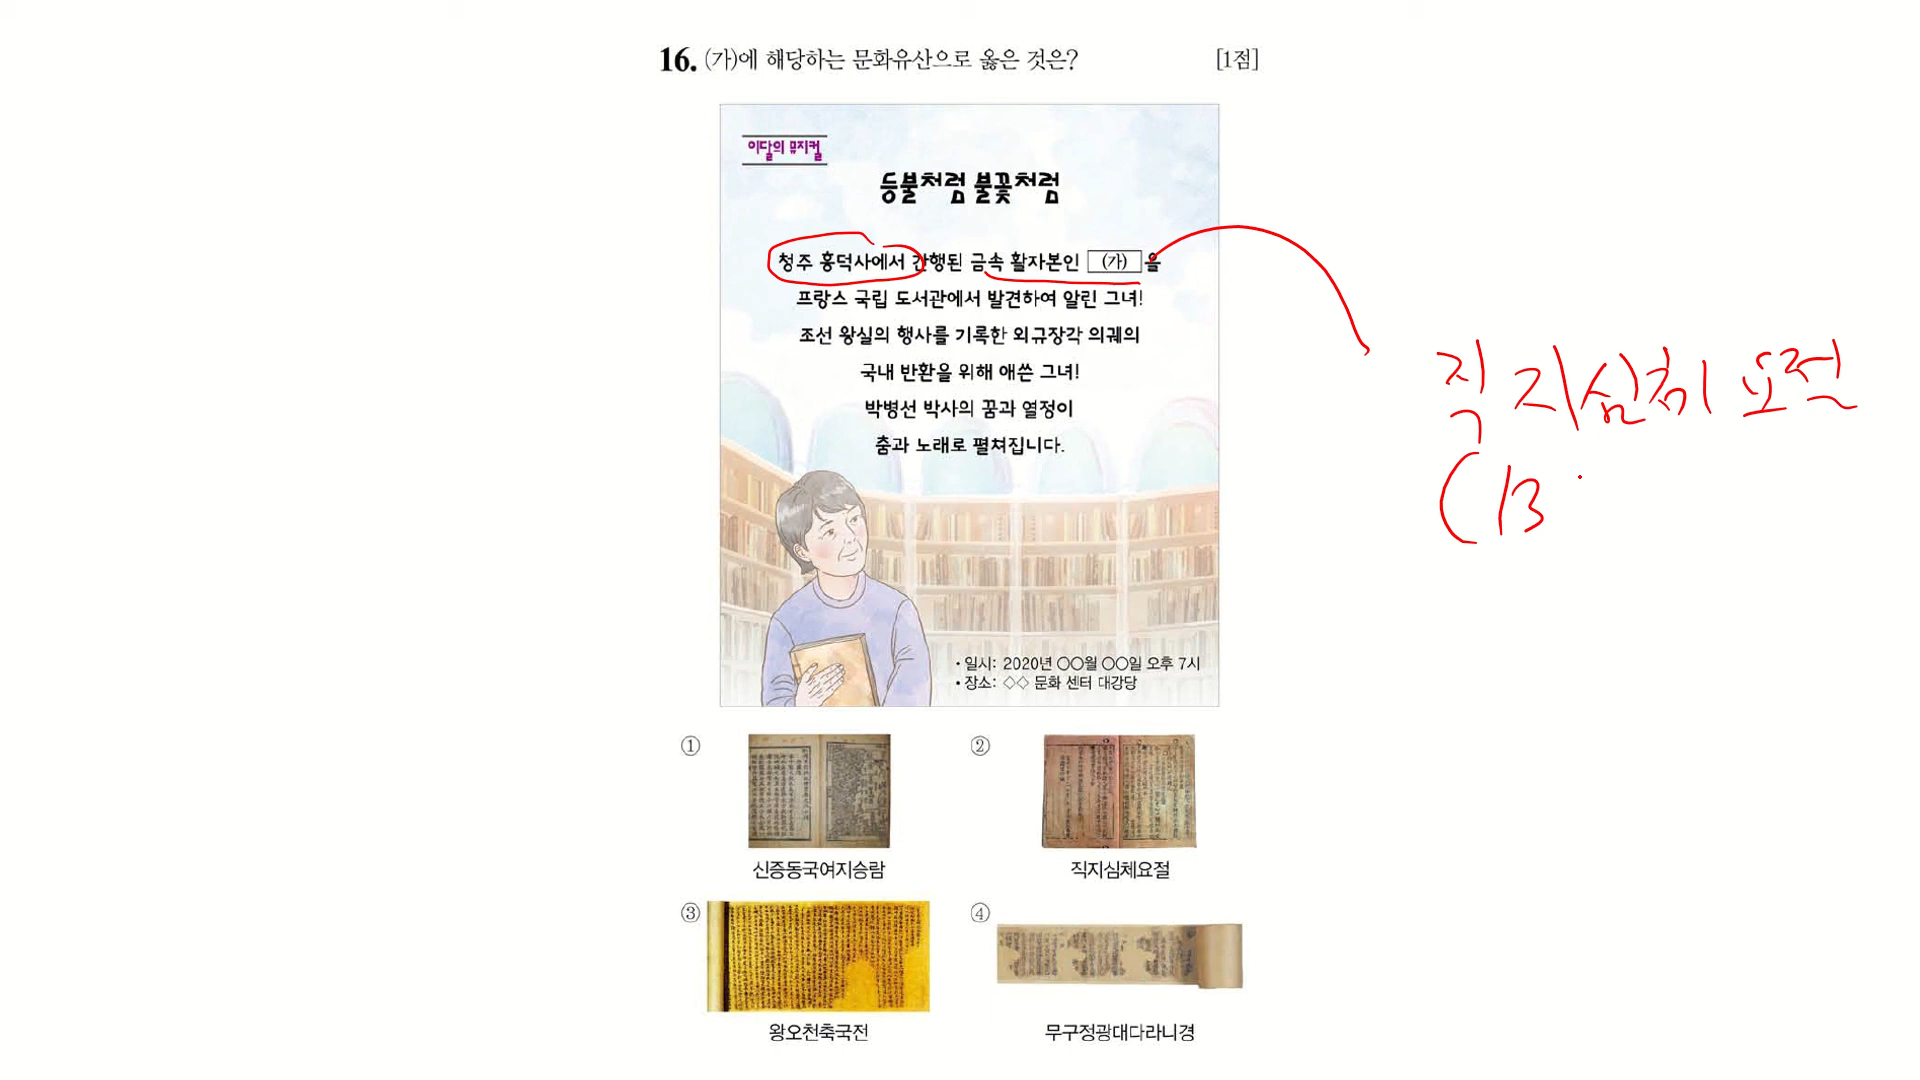 16. (가)에 해당하는 문화유산으로 옳은 것은? [1점]
이달의 뮤지컬
등불처럼 불꽃처럼
청주 흥덕사에서 간행된 금속 활자본인 (가) 을
프랑스 국립 도서관에서 발견하여 알린 그녀!
조선 왕실의 행사를 기록한 외규장각 의궤의
국내 반환을 위해 애쓴 그녀!
박병선 박사의 꿈과 열정이
춤과 노래로 펼쳐집니다.
직지심체요절
(13
• 일시: 2020년 〇〇월 〇〇일 오후 7시
• 장소: ◇◇ 문화 센터 대강당
① ②
신증동국여지승람 직지심체요절
③ ④
왕오천축국전 무구정광대다라니경